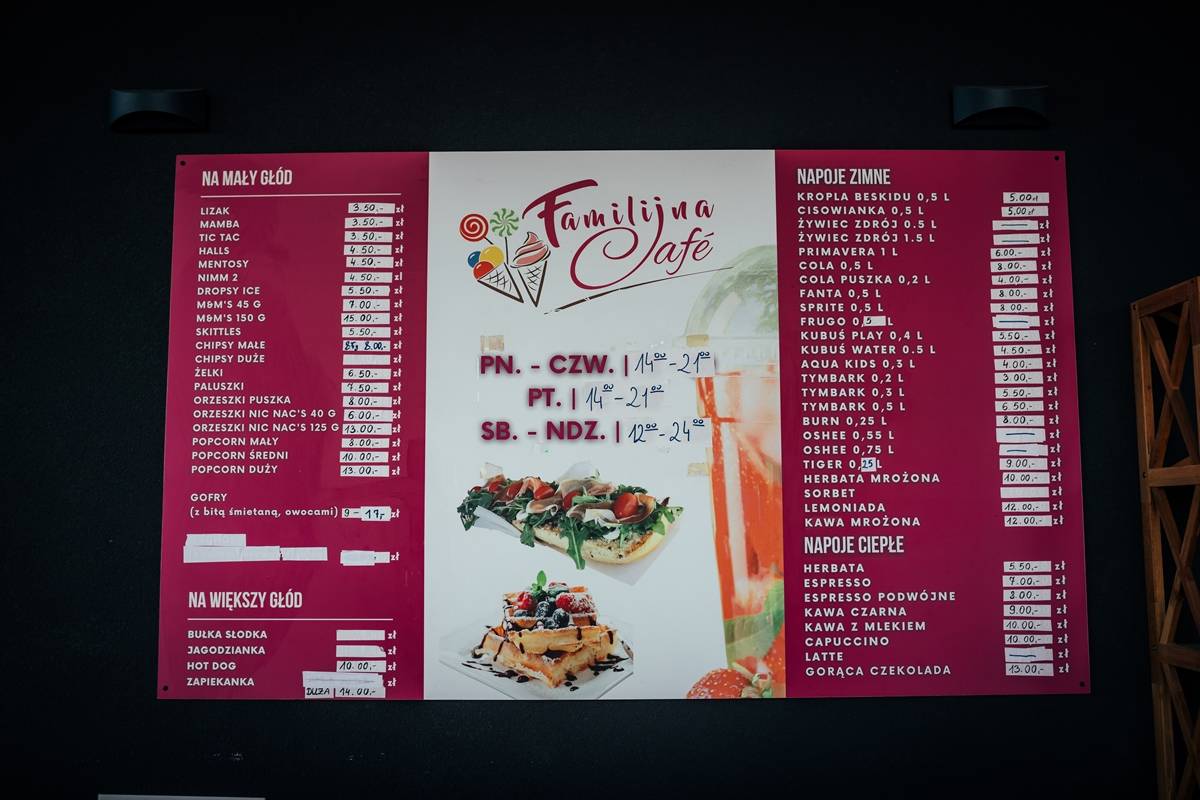 NA MAŁY GŁÓD
LIZAK 3.50,- zł
MAMBA 3.50,- zł
TIC TAC 3.50,- zł
HALLS 4.50,- zł
MENTOSY 4.50,- zł
NIMM 2 4.50,- zł
DROPSY ICE 5.50,- zł
M&M'S 45 G 7.00,- zł
M&M'S 150 G 15.00,- zł
SKITTLES 5.50,- zł
CHIPSY MAŁE 8.00,- zł
CHIPSY DUŻE zł
ŻELKI 6.50,- zł
PALUSZKI 7.50,- zł
ORZESZKI PUSZKA 8.00,- zł
ORZESZKI NIC NAC'S 40 G 6.00,- zł
ORZESZKI NIC NAC'S 125 G 13.00,- zł
POPCORN MAŁY 8.00,- zł
POPCORN ŚREDNI 10.00,- zł
POPCORN DUŻY 13.00,- zł
GOFRY
(z bitą śmietaną, owocami) 9 - 17,- zł
zł
NA WIĘKSZY GŁÓD
BUŁKA SŁODKA zł
JAGODZIANKA zł
HOT DOG 10.00,- zł
ZAPIEKANKA zł
DUŻA | 14.00,-
Familijna
Café
PN. - CZW. | 14⁰⁰-21⁰⁰
PT. | 14⁰⁰-21⁰⁰
SB. - NDZ. | 12⁰⁰-24⁰⁰
NAPOJE ZIMNE
KROPLA BESKIDU 0,5 L 5.00zł
CISOWIANKA 0,5 L 5,00zł
ŻYWIEC ZDRÓJ 0.5 L zł
ŻYWIEC ZDRÓJ 1.5 L zł
PRIMAVERA 1 L 6.00,- zł
COLA 0,5 L 8.00,- zł
COLA PUSZKA 0,2 L 4.00,- zł
FANTA 0,5 L 8.00,- zł
SPRITE 0,5 L 8.00,- zł
FRUGO 0,5 L zł
KUBUŚ PLAY 0,4 L 5.50,- zł
KUBUŚ WATER 0.5 L 4.50,- zł
AQUA KIDS 0,3 L 4.00,- zł
TYMBARK 0,2 L 3.00,- zł
TYMBARK 0,3 L 5.50,- zł
TYMBARK 0,5 L 6.50,- zł
BURN 0,25 L 8.00,- zł
OSHEE 0,55 L zł
OSHEE 0,75 L zł
TIGER 0,25 L 9.00,- zł
HERBATA MROŻONA 10.00,- zł
SORBET zł
LEMONIADA 12.00,- zł
KAWA MROŻONA 12.00,- zł
NAPOJE CIEPŁE
HERBATA 5.50,- zł
ESPRESSO 7.00,- zł
ESPRESSO PODWÓJNE 8.00,- zł
KAWA CZARNA 9.00,- zł
KAWA Z MLEKIEM 10.00,- zł
CAPUCCINO 10.00,- zł
LATTE zł
GORĄCA CZEKOLADA 13.00,- zł